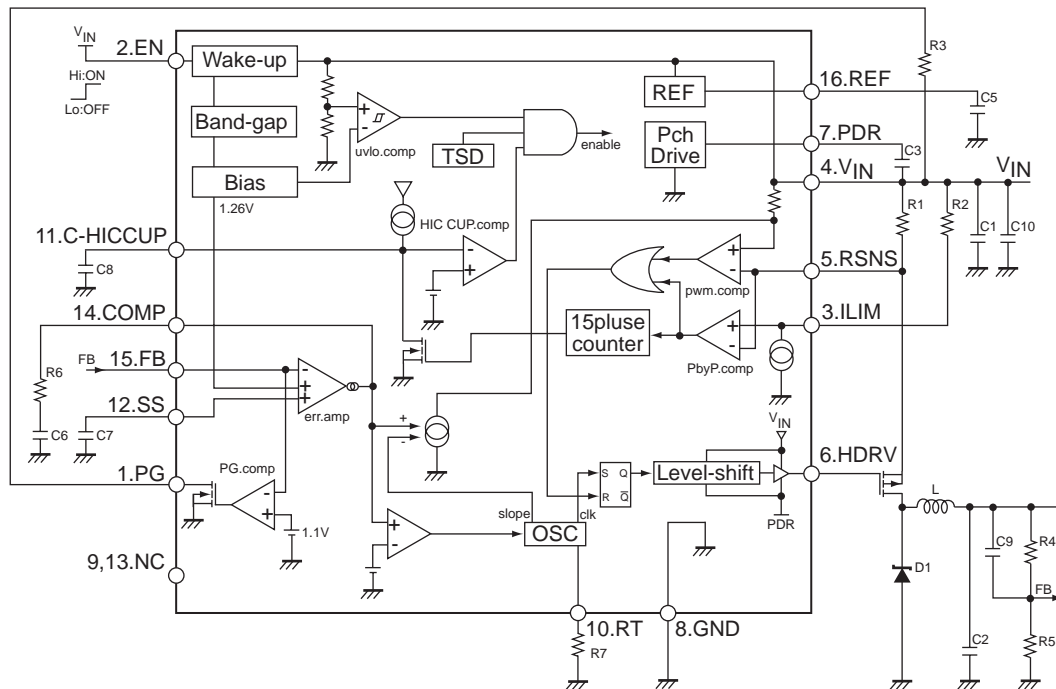 VIN
2.EN
Hi:ON
Lo:OFF
Wake-up
Band-gap
Bias
1.26V
uvlo.comp
TSD
enable
REF
Pch
Drive
R3
16.REF
C5
7.PDR
C3
4.VIN
VIN
R1
R2
C1
C10
11.C-HICCUP
C8
HIC CUP.comp
pwm.comp
5.RSNS
14.COMP
15pluse
counter
PbyP.comp
3.ILIM
FB
15.FB
R6
12.SS
C6
C7
err.amp
+
-
VIN
1.PG
PG.comp
1.1V
slope
clk
OSC
S
Q
R
Q̅
Level-shift
PDR
6.HDRV
L
9,13.NC
D1
C9
R4
FB
C2
R5
10.RT
R7
8.GND